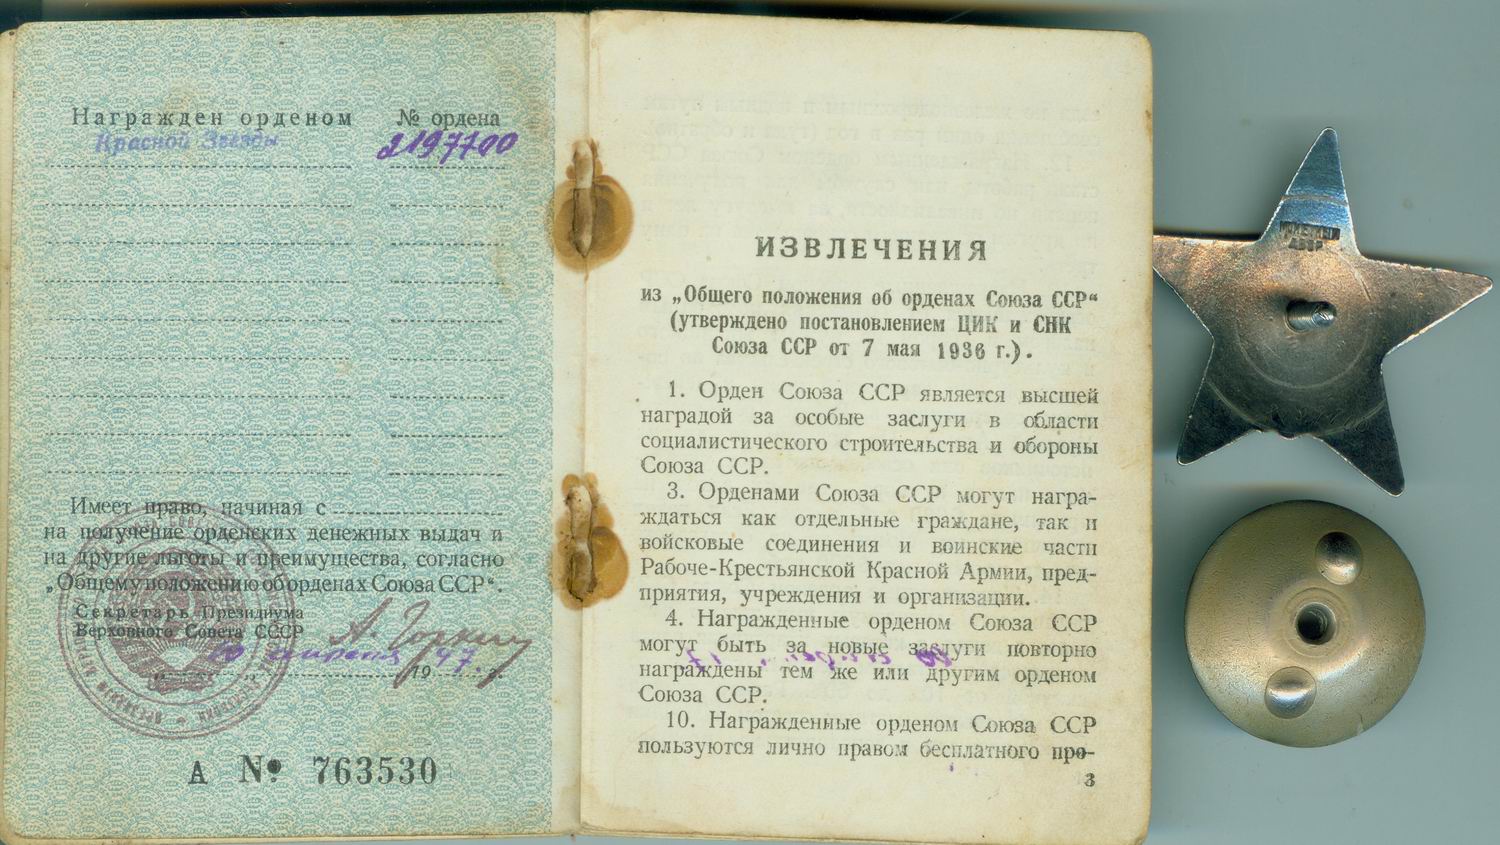 Награжден орденом № ордена
Красной Звезды 2197700
Имеет право, начиная с
на получение орденских денежных выдач и
на другие льготы и преимущества, согласно
„Общему положению об орденах Союза ССР“.
Секретарь Президиума
Верховного Совета СССР А. Горкин
10 апреля 1947 г.
А № 763530
ИЗВЛЕЧЕНИЯ
из „Общего положения об орденах Союза ССР“
(утверждено постановлением ЦИК и СНК
Союза ССР от 7 мая 1936 г.).
1. Орден Союза ССР является высшей
наградой за особые заслуги в области
социалистического строительства и обороны
Союза ССР.
3. Орденами Союза ССР могут награ-
ждаться как отдельные граждане, так и
войсковые соединения и воинские части
Рабоче-Крестьянской Красной Армии, пред-
приятия, учреждения и организации.
4. Награжденные орденом Союза ССР
могут быть за новые заслуги повторно
награждены тем же или другим орденом
Союза ССР.
10. Награжденные орденом Союза ССР
пользуются лично правом бесплатного про-
3
МОНЕТНЫЙ
ДВОР